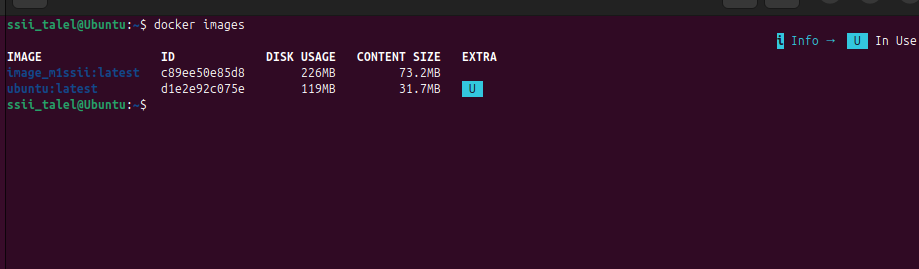 ssii_talel@Ubuntu:~$ docker images
i Info → U In Use
IMAGE ID DISK USAGE CONTENT SIZE EXTRA
image_m1ssii:latest c89ee50e85d8 226MB 73.2MB
ubuntu:latest d1e2e92c075e 119MB 31.7MB U
ssii_talel@Ubuntu:~$